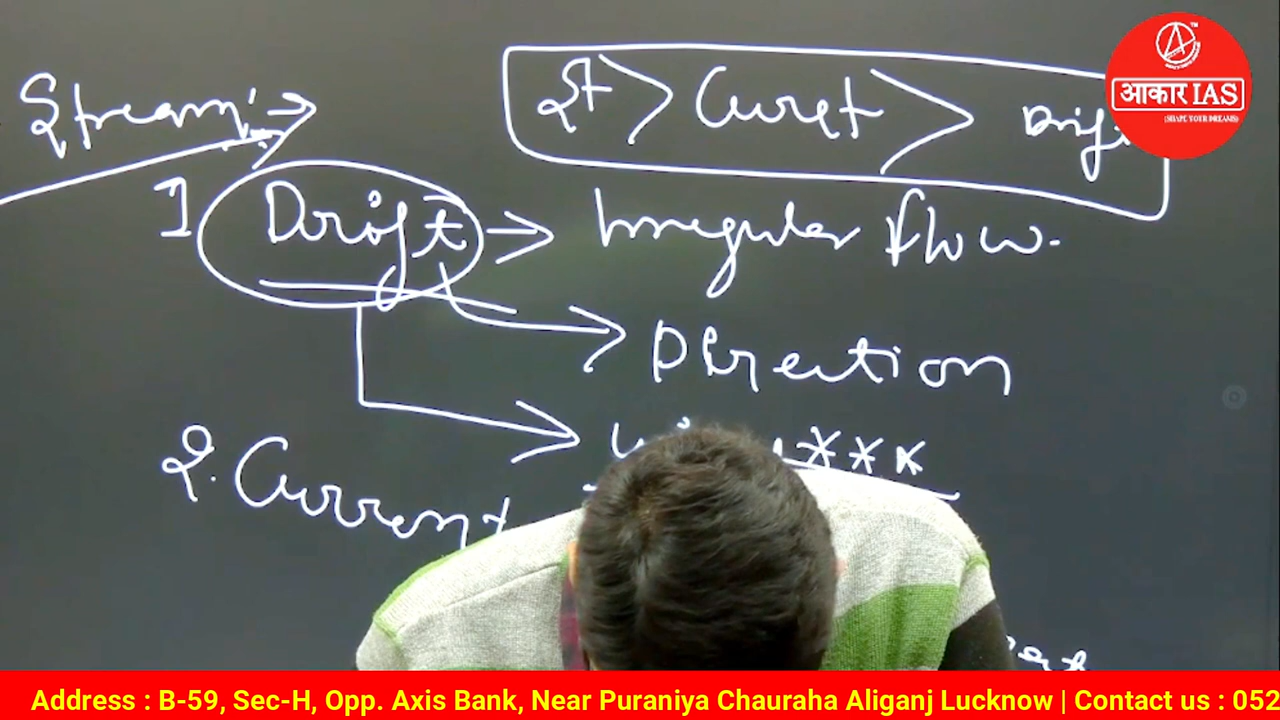 St > Curet >
Stream :→
1 Drift → Irregular flow.
→ Direction
→ ***
2. Current
आकार IAS
(SHAPE YOUR DREAMS)
Address : B-59, Sec-H, Opp. Axis Bank, Near Puraniya Chauraha Aliganj Lucknow | Contact us : 052